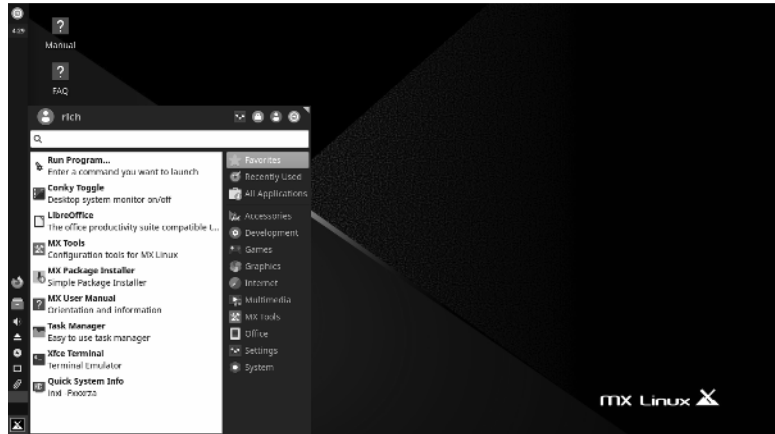 4:29
Manual
FAQ
rich
Run Program...
Enter a command you want to launch
Conky Toggle
Desktop system monitor on/off
LibreOffice
The office productivity suite compatible t...
MX Tools
Configuration tools for MX Linux
MX Package Installer
Simple Package Installer
MX User Manual
Orientation and information
Task Manager
Easy to use task manager
Xfce Terminal
Terminal Emulator
Quick System Info
Favorites
Recently Used
All Applications
Accessories
Development
Games
Graphics
Internet
Multimedia
MX Tools
Office
Settings
System
MX Linux